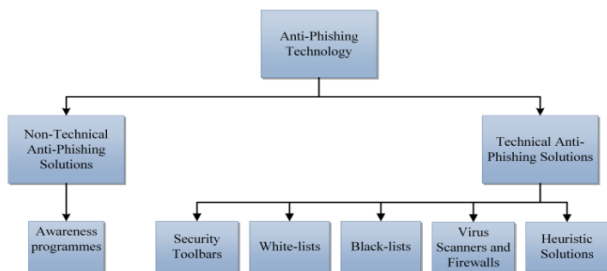 Anti-Phishing
Technology
Non-Technical
Anti-Phishing
Solutions
Technical Anti-
Phishing Solutions
Awareness
programmes
Security
Toolbars
White-lists
Black-lists
Virus
Scanners and
Firewalls
Heuristic
Solutions